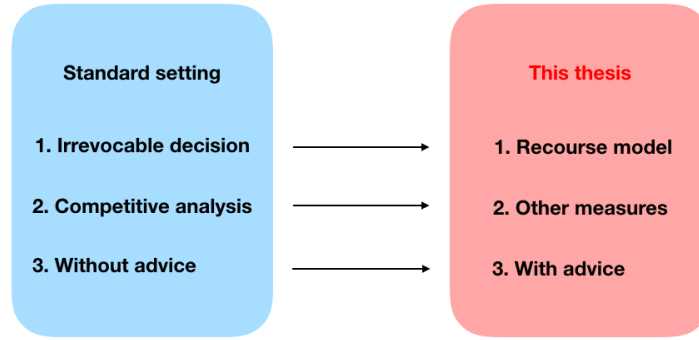 Standard setting
1. Irrevocable decision
2. Competitive analysis
3. Without advice
This thesis
1. Recourse model
2. Other measures
3. With advice